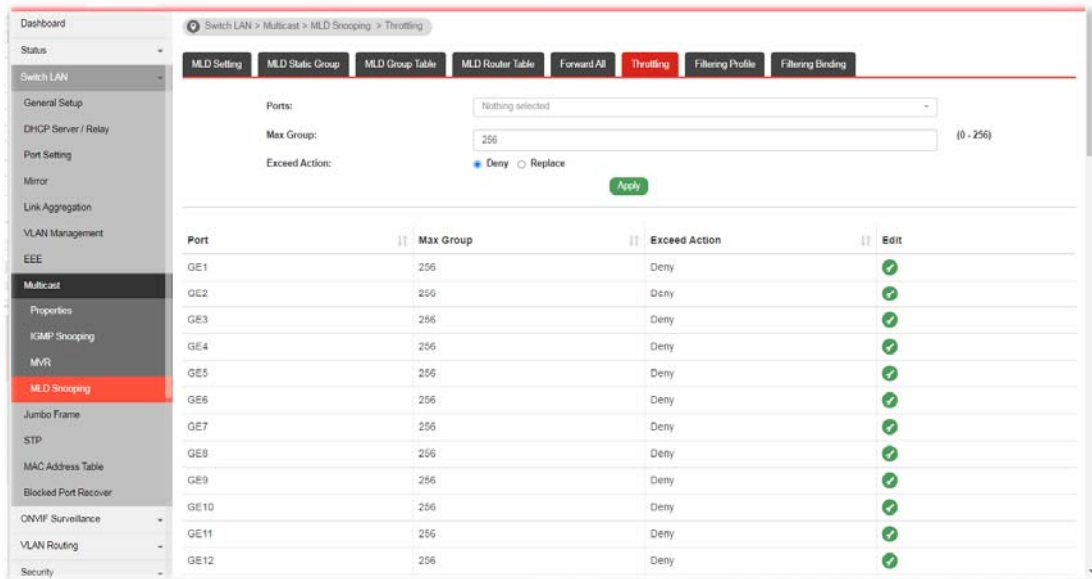 Dashboard
Status
Switch LAN
General Setup
DHCP Server / Relay
Port Setting
Mirror
Link Aggregation
VLAN Management
EEE
Multicast
Properties
IGMP Snooping
MVR
MLD Snooping
Jumbo Frame
STP
MAC Address Table
Blocked Port Recover
ONVIF Surveillance
VLAN Routing
Security
Switch LAN > Multicast > MLD Snooping > Throttling
MLD Setting MLD Static Group MLD Group Table MLD Router Table Forward All Throttling Filtering Profile Filtering Binding
Ports: Nothing selected
Max Group: 256 (0 - 256)
Exceed Action: Deny Replace
Apply
Port Max Group Exceed Action Edit
GE1 256 Deny
GE2 256 Deny
GE3 256 Deny
GE4 256 Deny
GE5 256 Deny
GE6 256 Deny
GE7 256 Deny
GE8 256 Deny
GE9 256 Deny
GE10 256 Deny
GE11 256 Deny
GE12 256 Deny